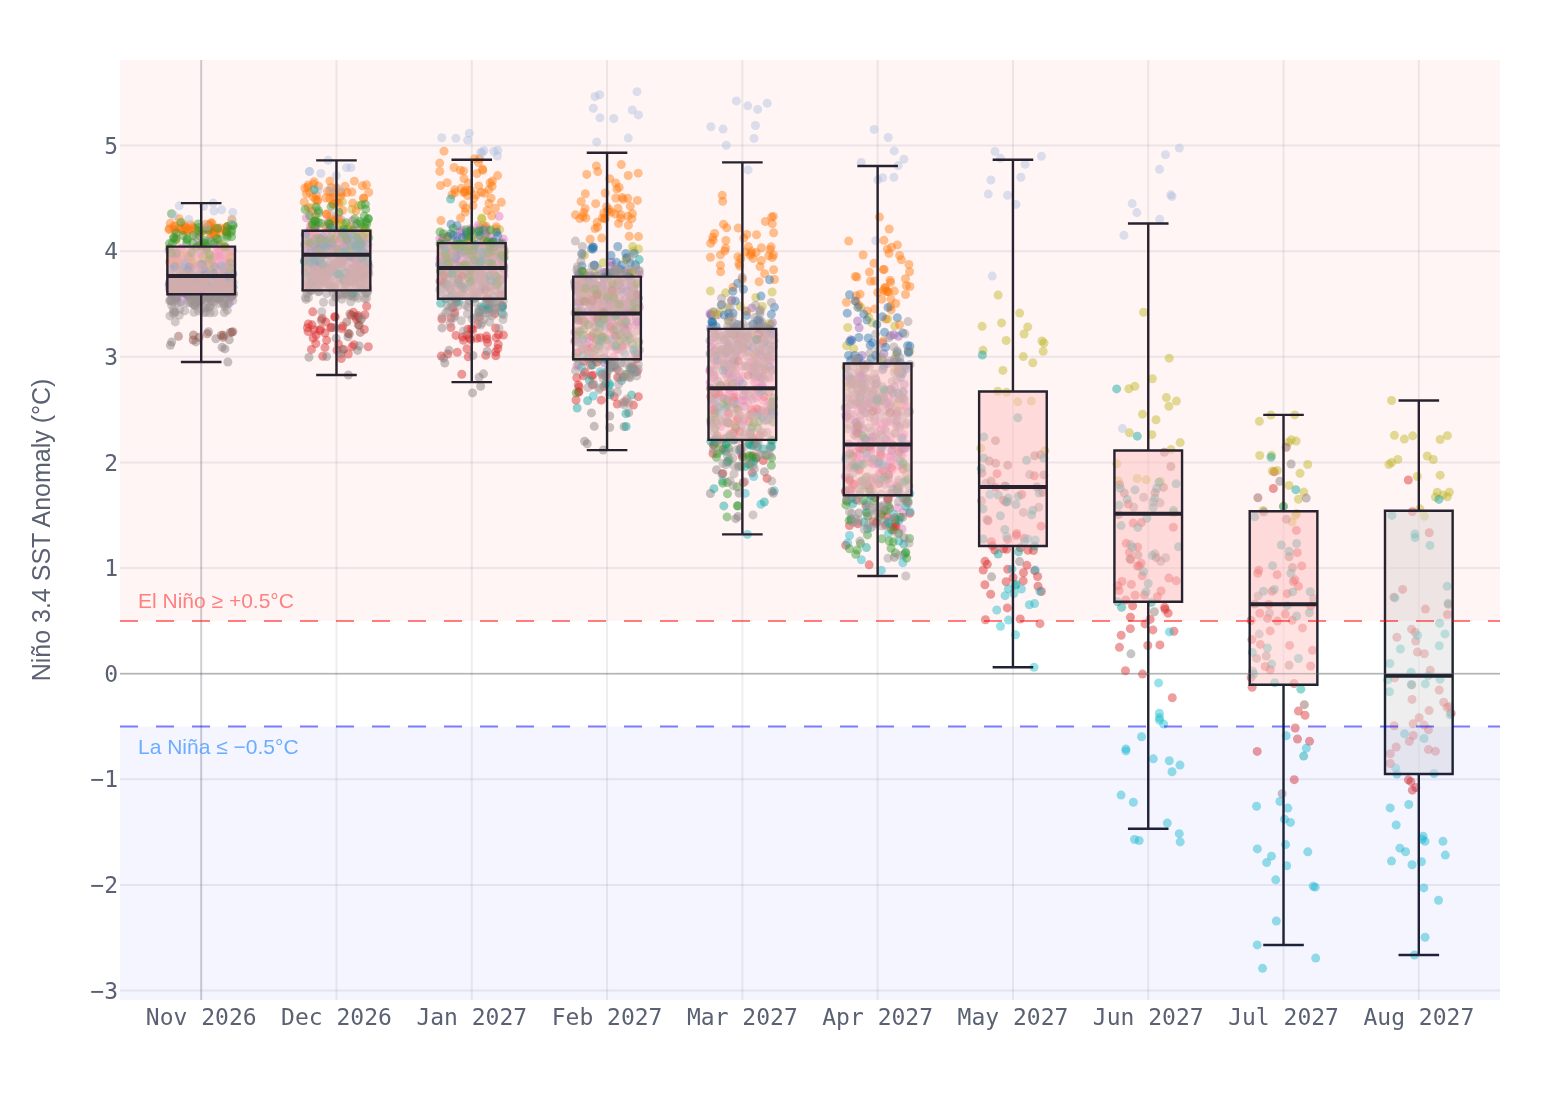 Niño 3.4 SST Anomaly (°C)
5
4
3
2
1
0
−1
−2
−3
El Niño ≥ +0.5°C
La Niña ≤ −0.5°C
Nov 2026 Dec 2026 Jan 2027 Feb 2027 Mar 2027 Apr 2027 May 2027 Jun 2027 Jul 2027 Aug 2027